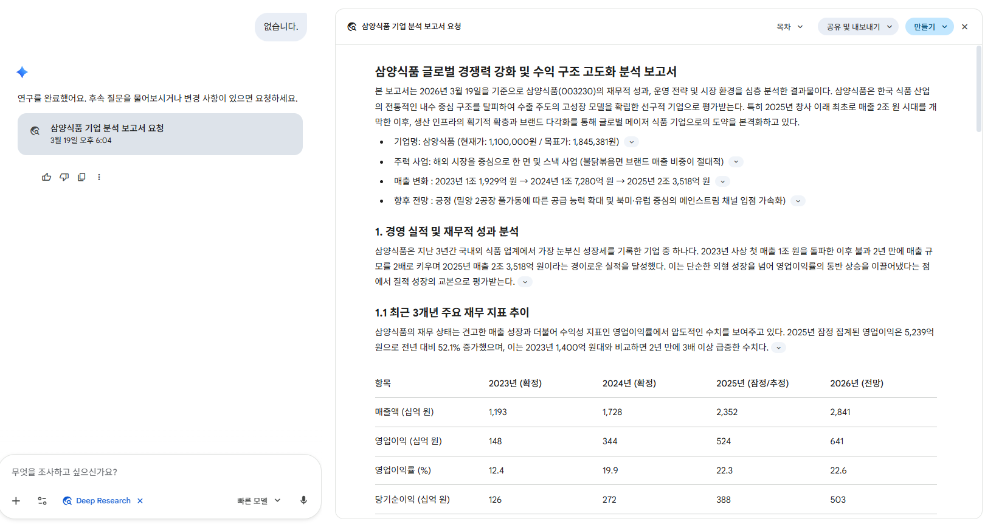 없습니다.
연구를 완료했어요. 후속 질문을 물어보시거나 변경 사항이 있으면 요청하세요.
삼양식품 기업 분석 보고서 요청
3월 19일 오후 6:04
무엇을 조사하고 싶으신가요?
Deep Research
빠른 모델
삼양식품 기업 분석 보고서 요청
목차
공유 및 내보내기
만들기
삼양식품 글로벌 경쟁력 강화 및 수익 구조 고도화 분석 보고서
본 보고서는 2026년 3월 19일을 기준으로 삼양식품(003230)의 재무적 성과, 운영 전략 및 시장 환경을 심층 분석한 결과물이다. 삼양식품은 한국 식품 산업
의 전통적인 내수 중심 구조를 탈피하여 수출 주도의 고성장 모델을 확립한 선구적 기업으로 평가받는다. 특히 2025년 창사 이래 최초로 매출 2조 원 시대를 개
막한 이후, 생산 인프라의 획기적 확충과 브랜드 다각화를 통해 글로벌 메이저 식품 기업으로의 도약을 본격화하고 있다.
• 기업명: 삼양식품 (현재가: 1,100,000원 / 목표가: 1,845,381원)
• 주력 사업: 해외 시장을 중심으로 한 면 및 스낵 사업 (불닭볶음면 브랜드 매출 비중이 절대적)
• 매출 변화 : 2023년 1조 1,929억 원 → 2024년 1조 7,280억 원 → 2025년 2조 3,518억 원
• 향후 전망 : 긍정 (밀양 2공장 풀가동에 따른 공급 능력 확대 및 북미·유럽 중심의 메인스트림 채널 입점 가속화)
1. 경영 실적 및 재무적 성과 분석
삼양식품은 지난 3년간 국내외 식품 업계에서 가장 눈부신 성장세를 기록한 기업 중 하나다. 2023년 사상 첫 매출 1조 원을 돌파한 이후 불과 2년 만에 매출 규
모를 2배로 키우며 2025년 매출 2조 3,518억 원이라는 경이로운 실적을 달성했다. 이는 단순한 외형 성장을 넘어 영업이익률의 동반 상승을 이끌어냈다는 점
에서 질적 성장의 교본으로 평가받는다.
1.1 최근 3개년 주요 재무 지표 추이
삼양식품의 재무 상태는 견고한 매출 성장과 더불어 수익성 지표인 영업이익률에서 압도적인 수치를 보여주고 있다. 2025년 잠정 집계된 영업이익은 5,239억
원으로 전년 대비 52.1% 증가했으며, 이는 2023년 1,400억 원대와 비교하면 2년 만에 3배 이상 급증한 수치다.
항목 2023년 (확정) 2024년 (확정) 2025년 (잠정/추정) 2026년 (전망)
매출액 (십억 원) 1,193 1,728 2,352 2,841
영업이익 (십억 원) 148 344 524 641
영업이익률 (%) 12.4 19.9 22.3 22.6
당기순이익 (십억 원) 126 272 388 503